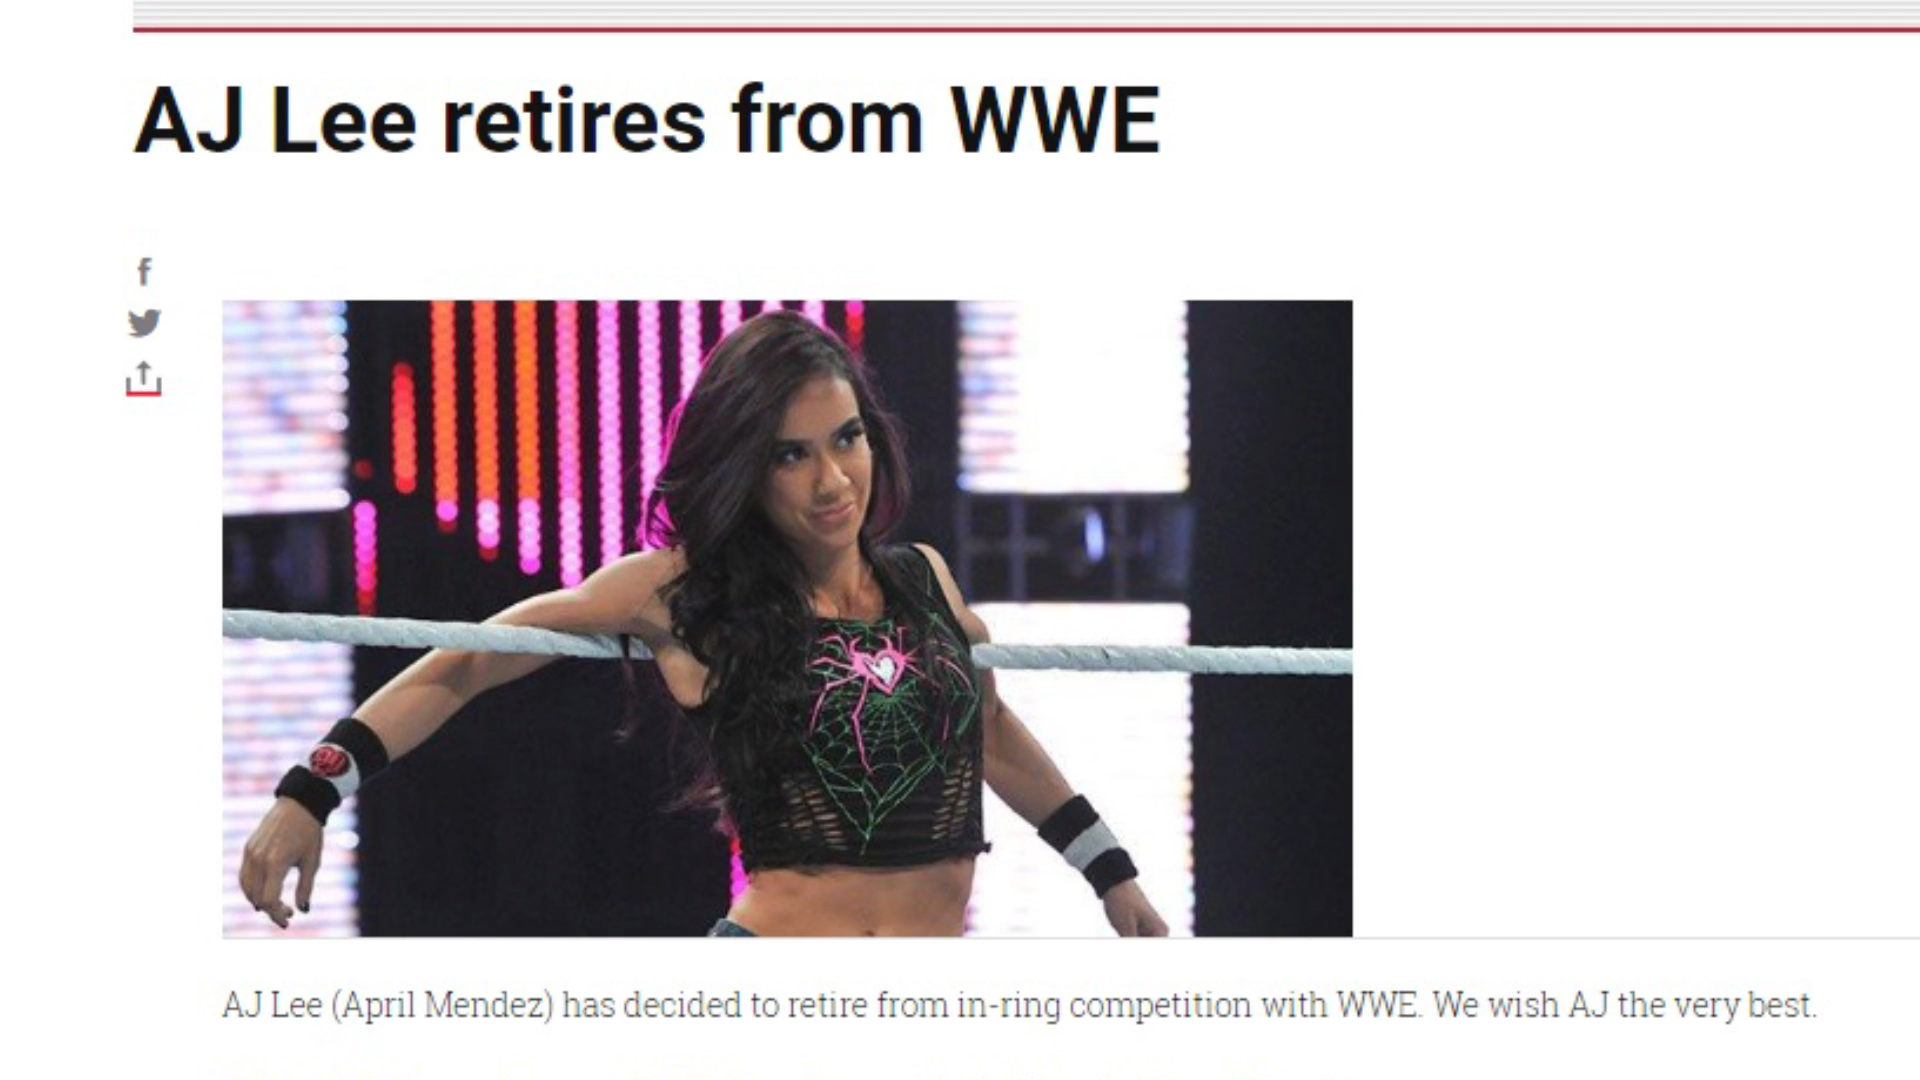 AJ Lee retires from WWE
AJ Lee (April Mendez) has decided to retire from in-ring competition with WWE. We wish AJ the very best.